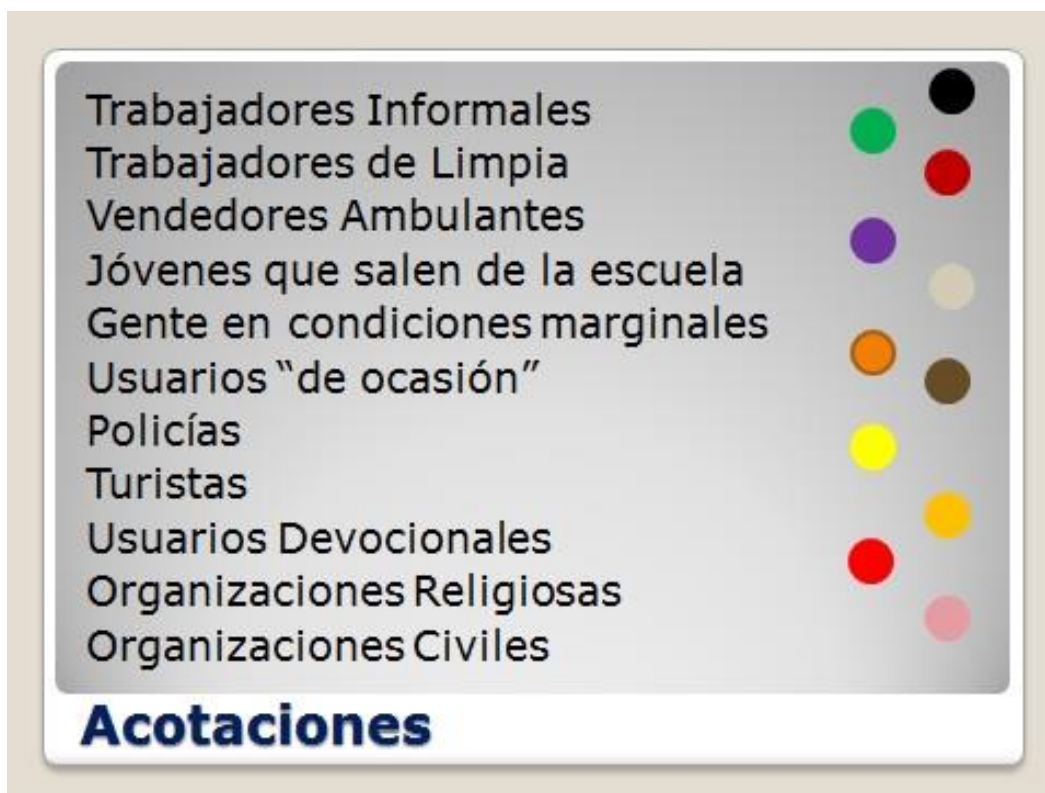 Trabajadores Informales
Trabajadores de Limpia
Vendedores Ambulantes
Jóvenes que salen de la escuela
Gente en condiciones marginales
Usuarios “de ocasión”
Policías
Turistas
Usuarios Devocionales
Organizaciones Religiosas
Organizaciones Civiles
Acotaciones